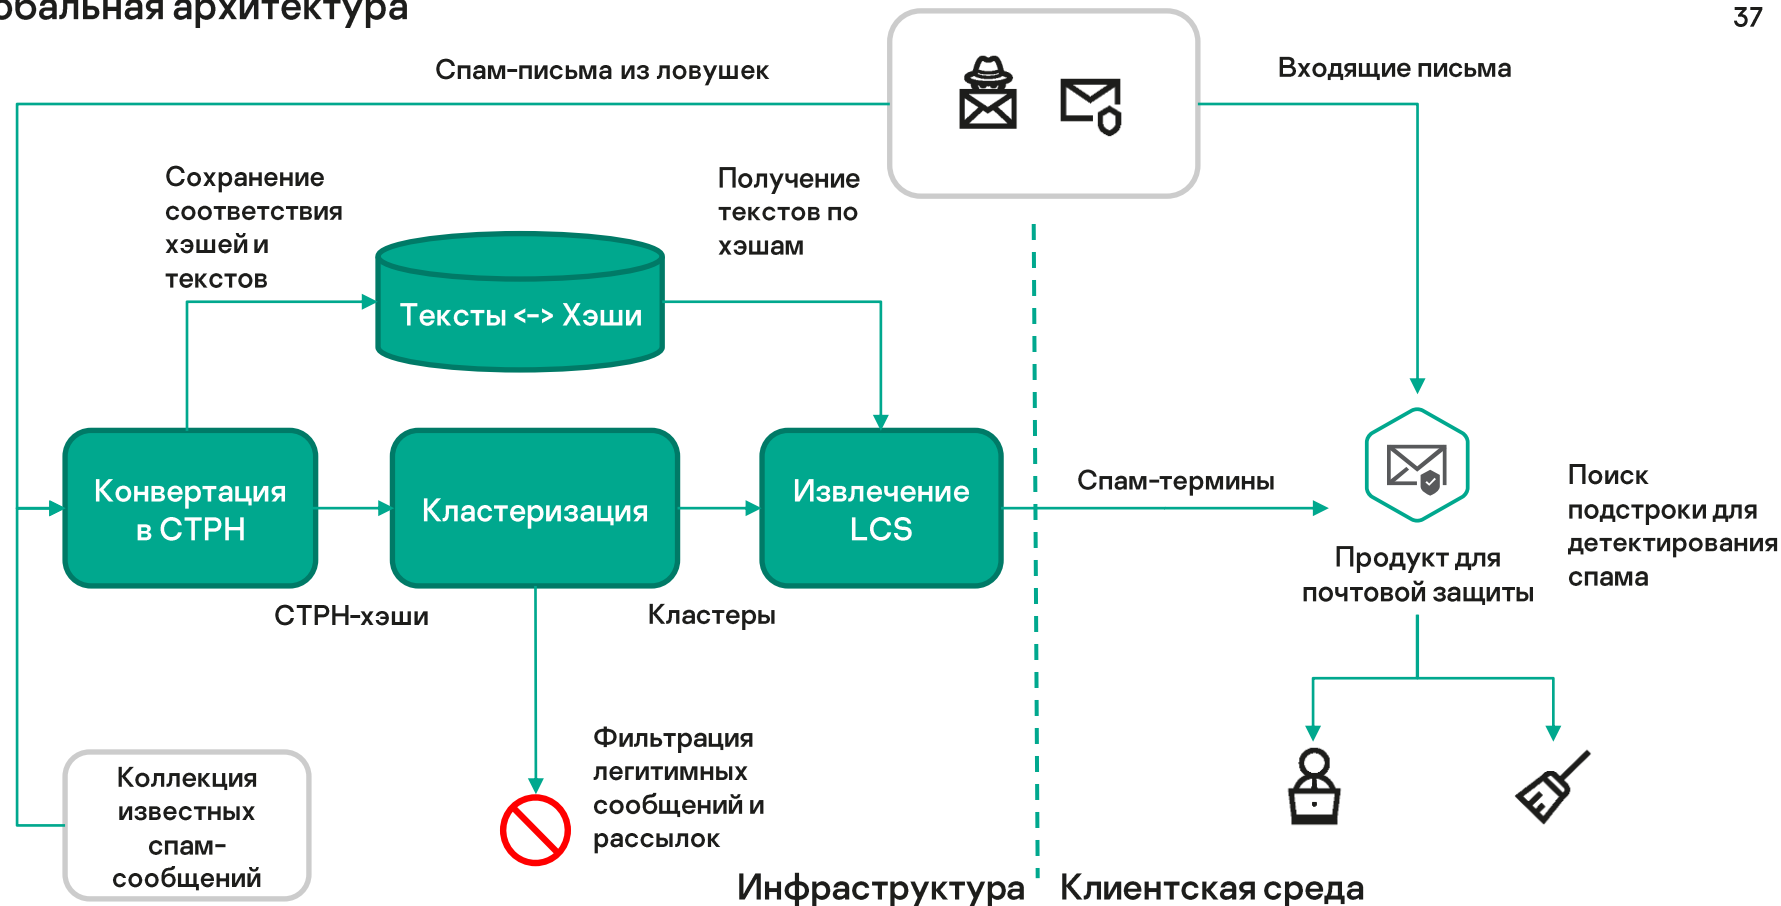 обальная архитектура
37
Спам-письма из ловушек
Входящие письма
Сохранение
соответствия
хэшей и
текстов
Получение
текстов по
хэшам
Тексты <-> Хэши
Конвертация
в CTPH
Кластеризация
Извлечение
LCS
Спам-термины
Поиск
подстроки для
детектирования
спама
Продукт для
почтовой защиты
CTPH-хэши
Кластеры
Фильтрация
легитимных
сообщений и
рассылок
Коллекция
известных
спам-
сообщений
Инфраструктура
Клиентская среда